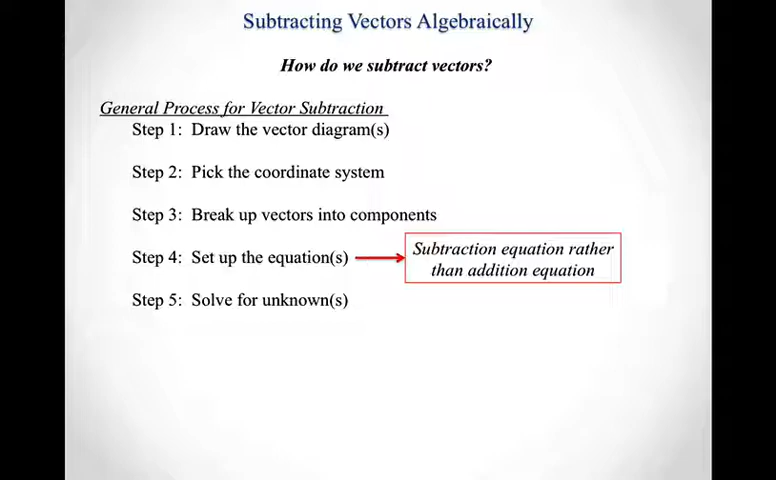 Subtracting Vectors Algebraically
How do we subtract vectors?
General Process for Vector Subtraction
Step 1: Draw the vector diagram(s)
Step 2: Pick the coordinate system
Step 3: Break up vectors into components
Step 4: Set up the equation(s)
Subtraction equation rather
than addition equation
Step 5: Solve for unknown(s)